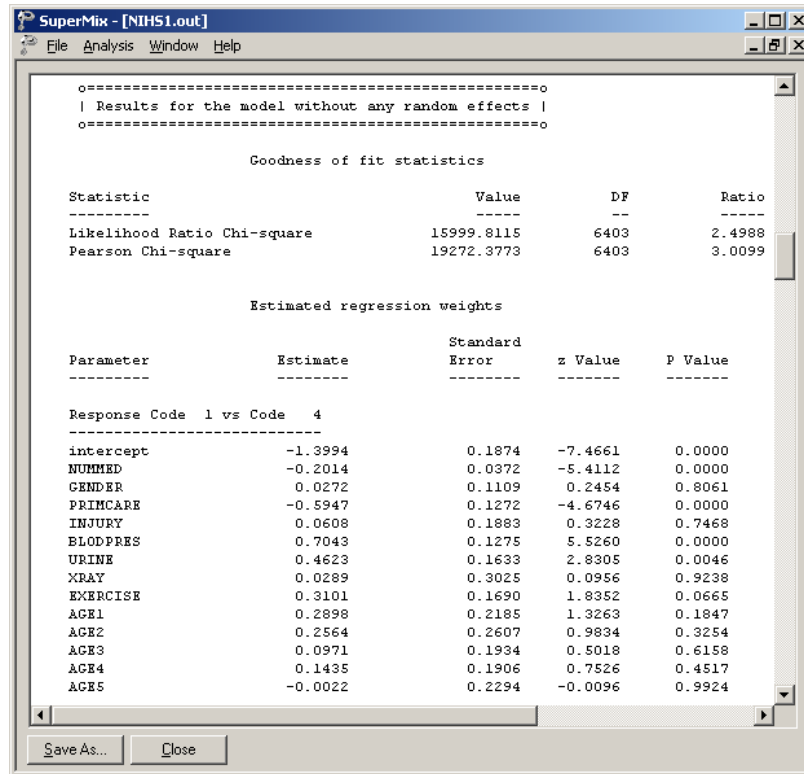 SuperMix - [NIHS1.out]
File Analysis Window Help
o==================================================o
| Results for the model without any random effects |
o==================================================o
Goodness of fit statistics
Statistic Value DF Ratio
--------- ----- -- -----
Likelihood Ratio Chi-square 15999.8115 6403 2.4988
Pearson Chi-square 19272.3773 6403 3.0099
Estimated regression weights
Standard
Parameter Estimate Error z Value P Value
--------- -------- -------- ------- -------
Response Code 1 vs Code 4
----------------------------
intercept -1.3994 0.1874 -7.4661 0.0000
NUMMED -0.2014 0.0372 -5.4112 0.0000
GENDER 0.0272 0.1109 0.2454 0.8061
PRIMCARE -0.5947 0.1272 -4.6746 0.0000
INJURY 0.0608 0.1883 0.3228 0.7468
BLODPRES 0.7043 0.1275 5.5260 0.0000
URINE 0.4623 0.1633 2.8305 0.0046
XRAY 0.0289 0.3025 0.0956 0.9238
EXERCISE 0.3101 0.1690 1.8352 0.0665
AGE1 0.2898 0.2185 1.3263 0.1847
AGE2 0.2564 0.2607 0.9834 0.3254
AGE3 0.0971 0.1934 0.5018 0.6158
AGE4 0.1435 0.1906 0.7526 0.4517
AGE5 -0.0022 0.2294 -0.0096 0.9924
Save As... Close